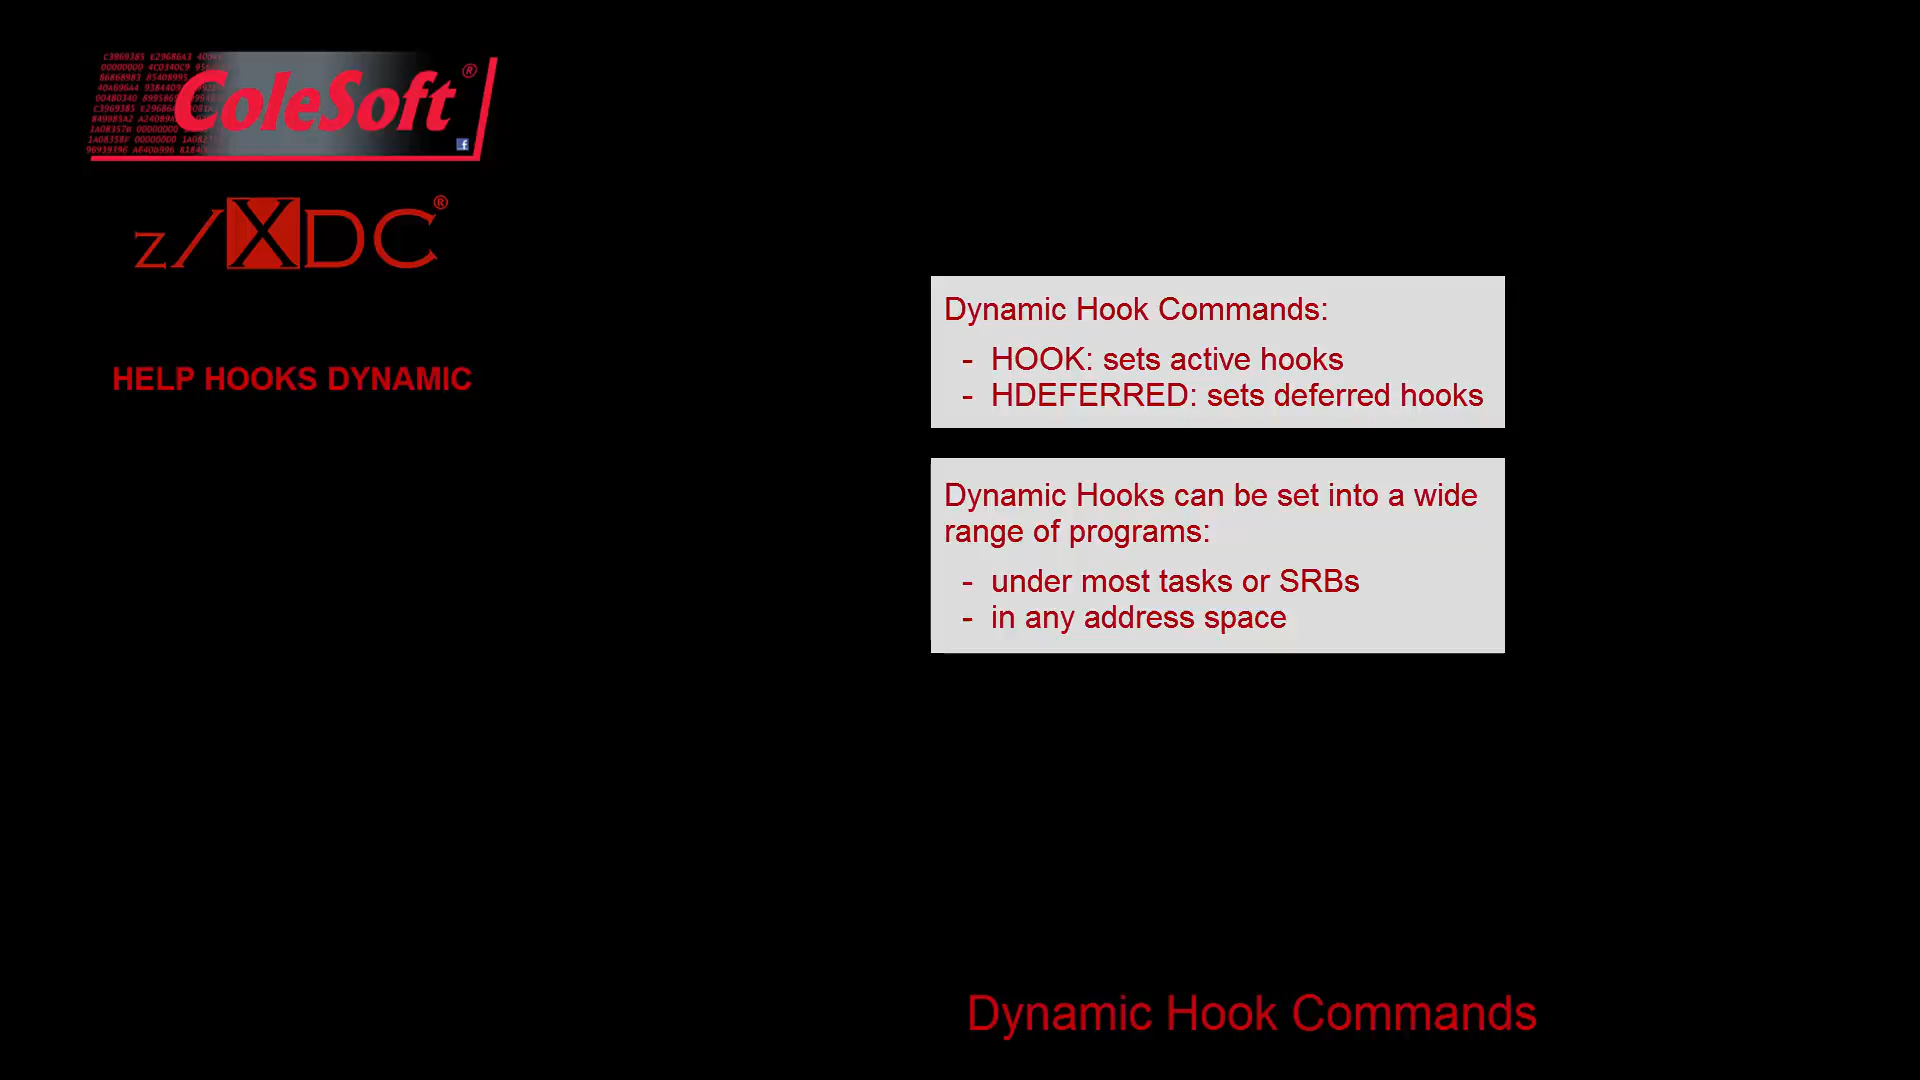 ColeSoft®
z/XDC®
HELP HOOKS DYNAMIC
Dynamic Hook Commands:
- HOOK: sets active hooks
- HDEFERRED: sets deferred hooks
Dynamic Hooks can be set into a wide
range of programs:
- under most tasks or SRBs
- in any address space
Dynamic Hook Commands